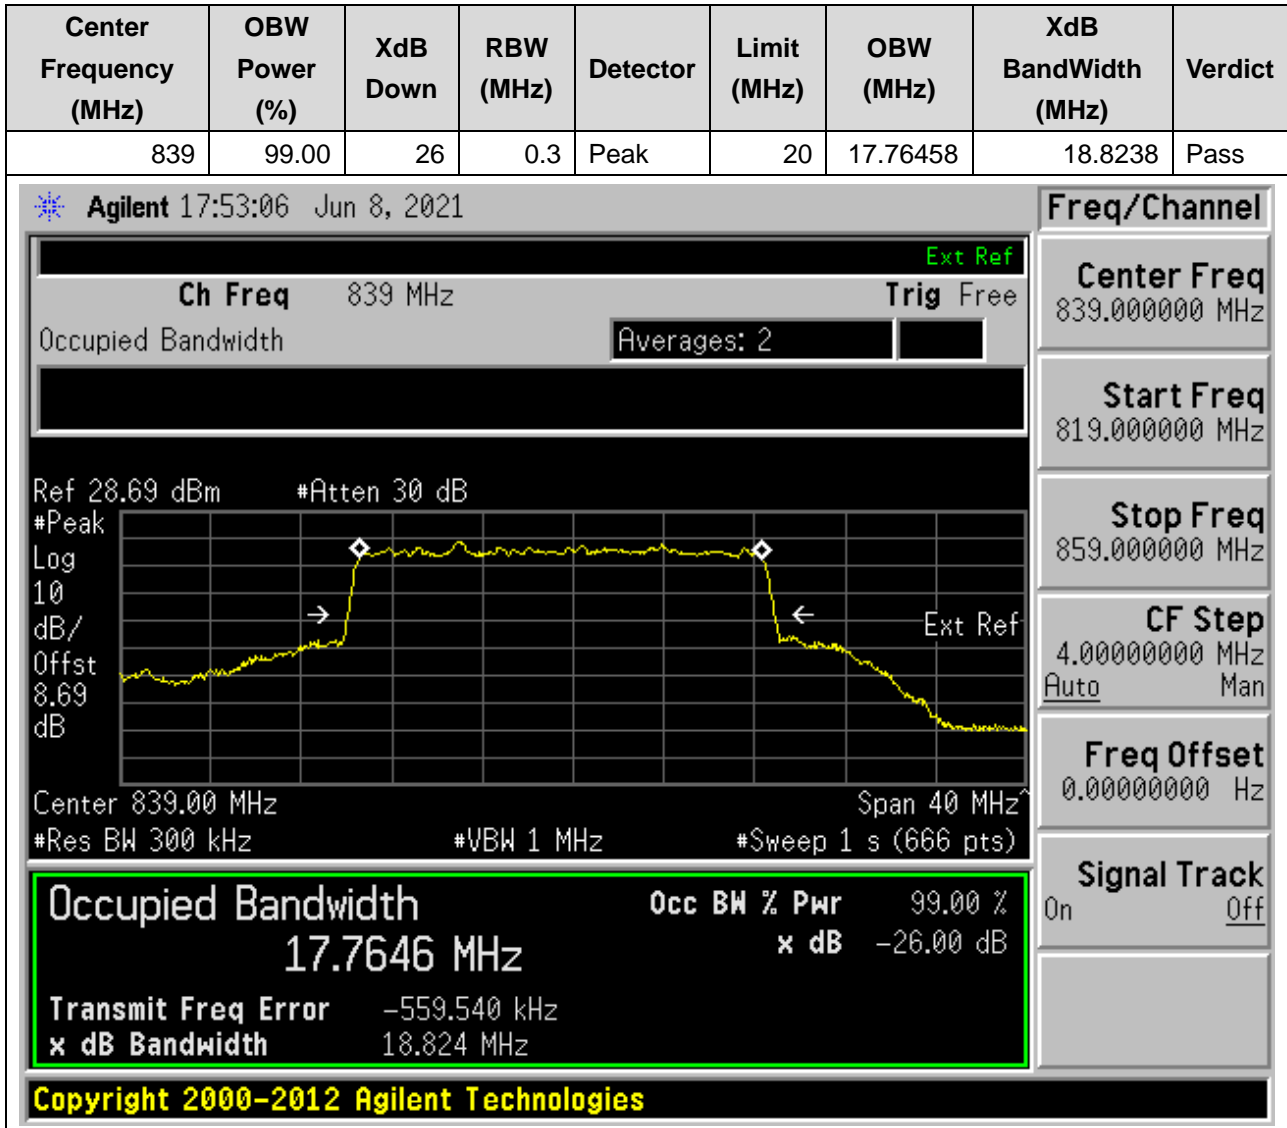 Center Frequency (MHz) OBW Power (%) XdB Down RBW (MHz) Detector Limit (MHz) OBW (MHz) XdB BandWidth (MHz) Verdict
839 99.00 26 0.3 Peak 20 17.76458 18.8238 Pass
Agilent 17:53:06 Jun 8, 2021
Ext Ref
Ch Freq 839 MHz Trig Free
Occupied Bandwidth Averages: 2
Ref 28.69 dBm #Atten 30 dB
#Peak
Log
10
dB/
Offst
8.69
dB
Ext Ref
Center 839.00 MHz Span 40 MHz^
#Res BW 300 kHz #VBW 1 MHz #Sweep 1 s (666 pts)
Occupied Bandwidth Occ BW % Pwr 99.00 %
17.7646 MHz x dB -26.00 dB
Transmit Freq Error -559.540 kHz
x dB Bandwidth 18.824 MHz
Copyright 2000-2012 Agilent Technologies
Freq/Channel
Center Freq
839.000000 MHz
Start Freq
819.000000 MHz
Stop Freq
859.000000 MHz
CF Step
4.00000000 MHz
Auto Man
Freq Offset
0.00000000 Hz
Signal Track
On Off